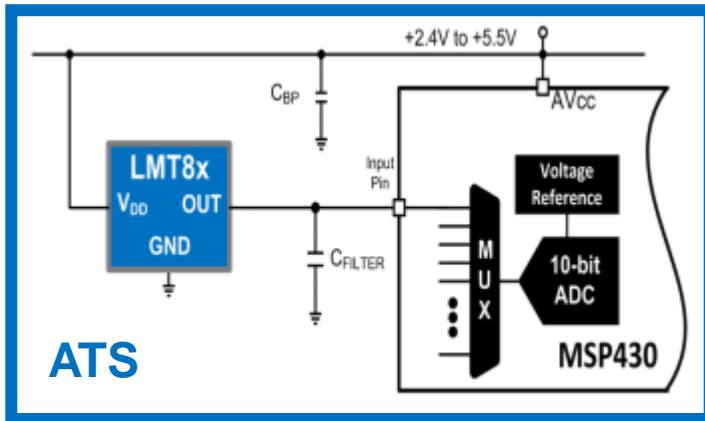 +2.4V to +5.5V
CBP
AVCC
LMT8x
VDD OUT
GND
Input
Pin
CFILTER
MUX
Voltage
Reference
10-bit
ADC
MSP430
ATS